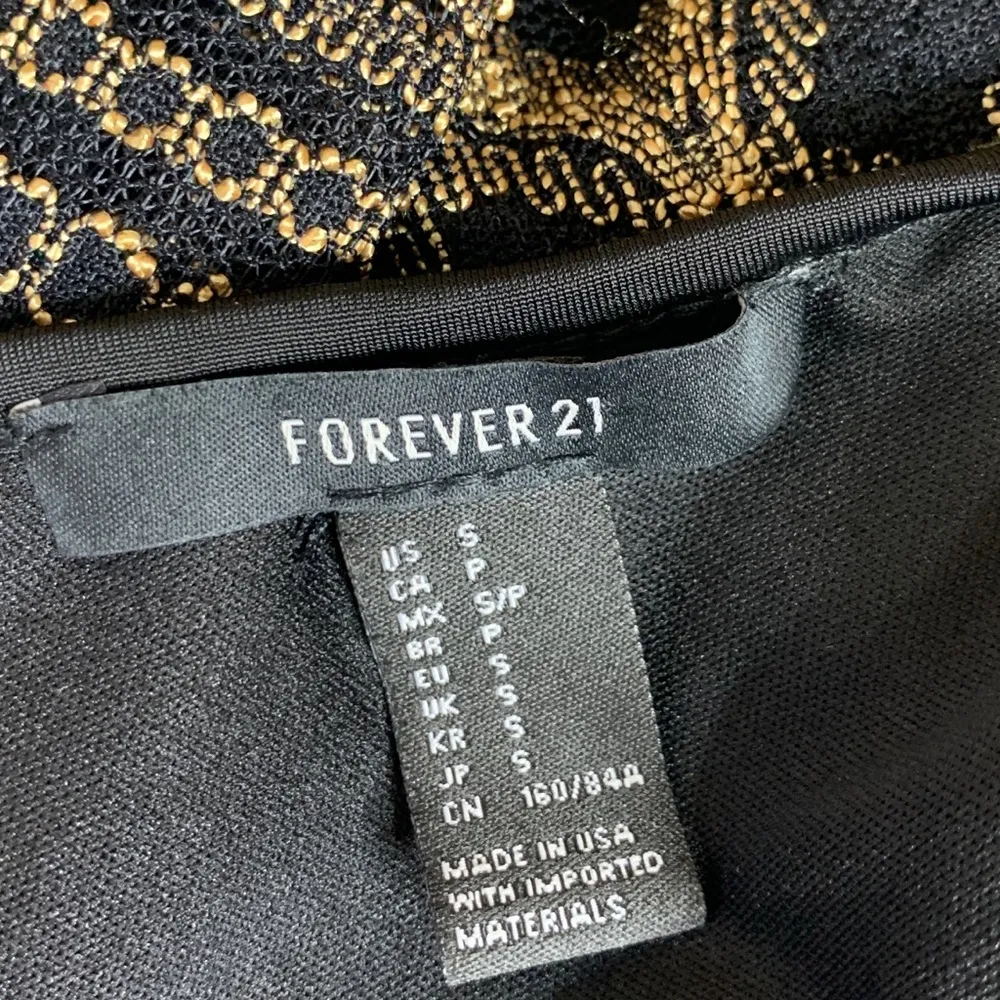 FOREVER 21
US S
CA P
MX S/P
BR P
EU S
UK S
KR S
JP S
CN 160/84A
MADE IN USA
WITH IMPORTED
MATERIALS